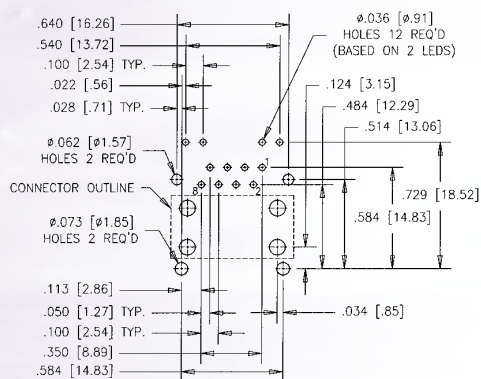 .640 [16.26]
.540 [13.72]
.100 [2.54] TYP.
.022 [.56]
.028 [.71] TYP.
ø.036 [ø.91]
HOLES 12 REQ'D
(BASED ON 2 LEDS)
.124 [3.15]
.484 [12.29]
.514 [13.06]
ø.062 [ø1.57]
HOLES 2 REQ'D
1
CONNECTOR OUTLINE
8
2
.729 [18.52]
.584 [14.83]
ø.073 [ø1.85]
HOLES 2 REQ'D
.113 [2.86]
.050 [1.27] TYP.
.034 [.85]
.100 [2.54] TYP.
.350 [8.89]
.584 [14.83]